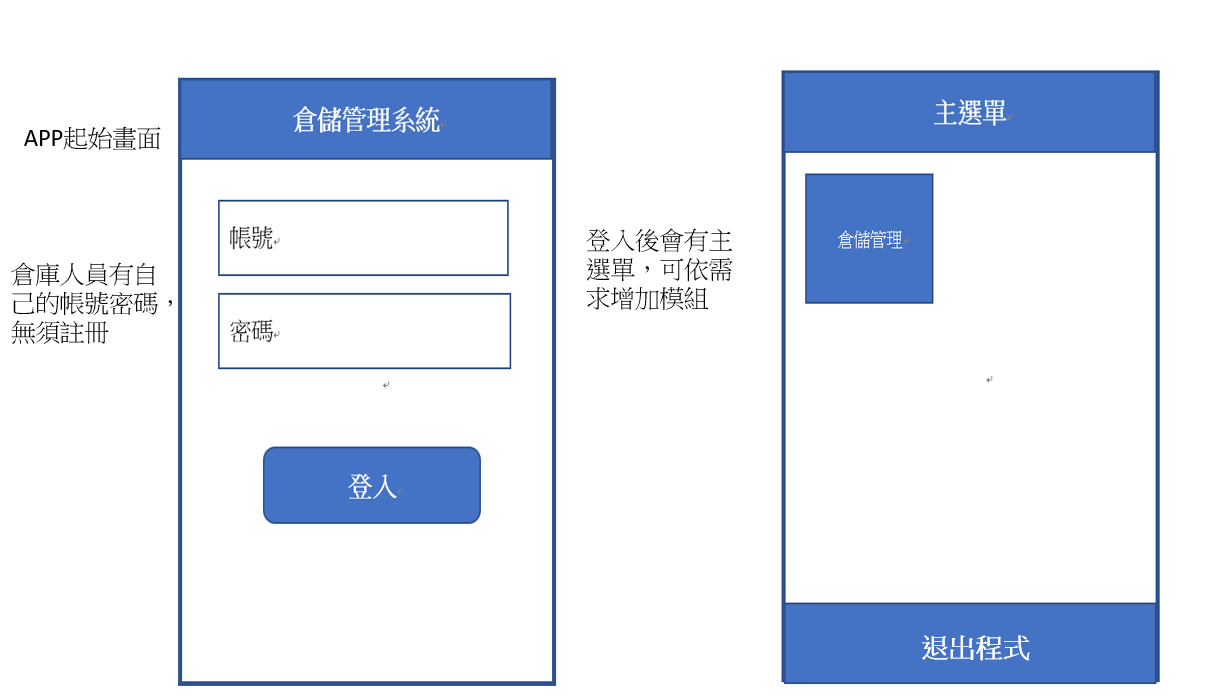 APP起始畫面
倉庫人員有自
己的帳號密碼，
無須註冊
倉儲管理系統
帳號
密碼
登入
登入後會有主
選單，可依需
求增加模組
主選單
倉儲管理
退出程式